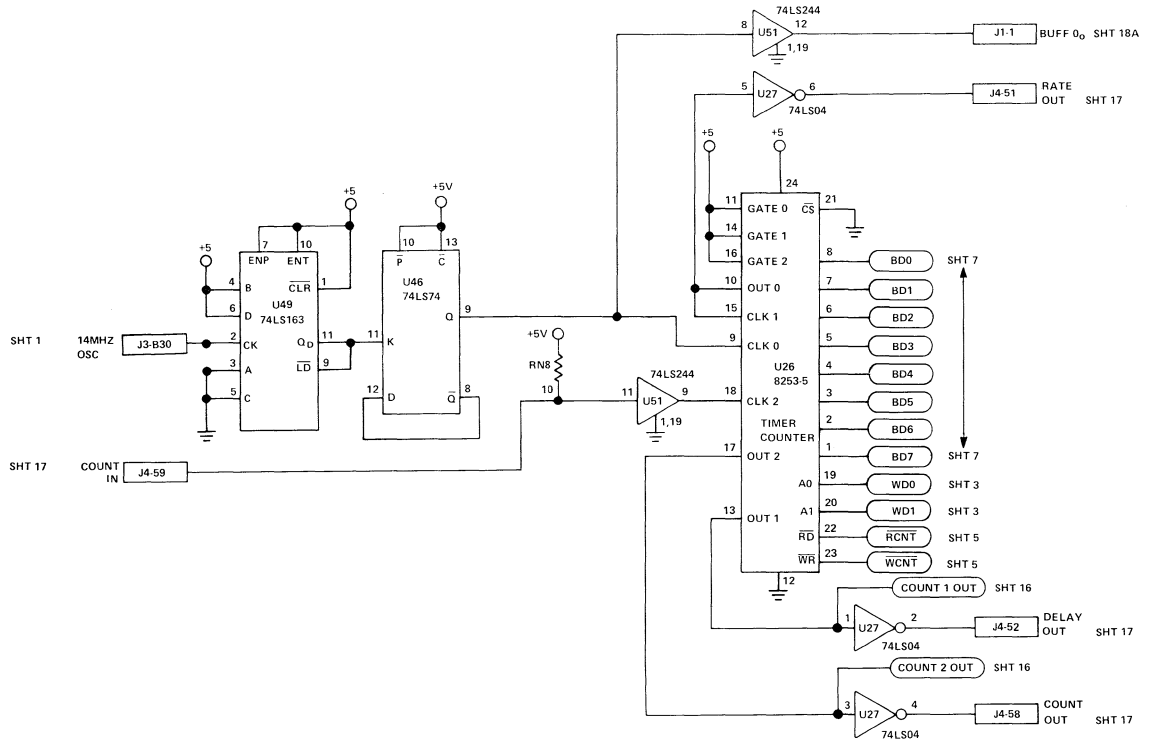 74LS244
8 U51 12 J1-1 BUFF 0₀ SHT 18A
1,19
5 U27 6 J4-51 RATE OUT SHT 17
74LS04
+5 +5
24
11 GATE 0 C̅S̅ 21
14 GATE 1
16 GATE 2 8 BD0 SHT 7
10 OUT 0 7 BD1
15 CLK 1 6 BD2
9 CLK 0 5 BD3
U26
8253-5
4 BD4
18 CLK 2 3 BD5
TIMER
COUNTER
2 BD6
17 OUT 2 1 BD7 SHT 7
A0 19 WD0 SHT 3
13 OUT 1 A1 20 WD1 SHT 3
R̅D̅ 22 R̅C̅N̅T̅ SHT 5
W̅R̅ 23 W̅C̅N̅T̅ SHT 5
12
+5
+5
7 10
ENP ENT
4 B C̅L̅R̅ 1
U49
74LS163
6 D
SHT 1 14MHZ OSC J3-B30 2 CK Q_D 11
3 A L̅D̅ 9
5 C
+5V
10 13
P̅ C̅
U46
74LS74
Q 9
11 K
12 D Q̅ 8
+5V
RN8
10
74LS244
11 U51 9
1,19
SHT 17 COUNT IN J4-59
COUNT 1 OUT SHT 16
1 U27 2 J4-52 DELAY OUT SHT 17
74LS04
COUNT 2 OUT SHT 16
3 U27 4 J4-58 COUNT OUT SHT 17
74LS04